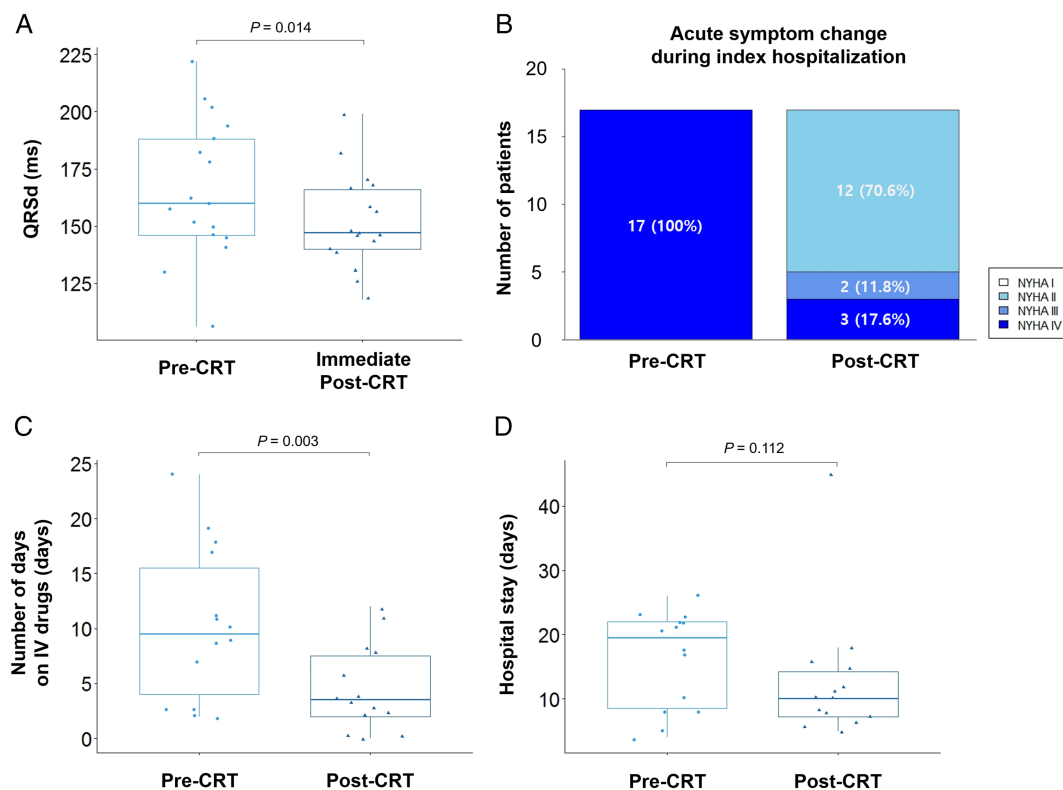 A
P = 0.014
225
200
175
150
125
QRSd (ms)
Pre-CRT
Immediate
Post-CRT
B
Acute symptom change
during index hospitalization
20
15
10
5
0
Number of patients
17 (100%)
12 (70.6%)
2 (11.8%)
3 (17.6%)
Pre-CRT
Post-CRT
NYHA I
NYHA II
NYHA III
NYHA IV
C
P = 0.003
25
20
15
10
5
0
Number of days
on IV drugs (days)
Pre-CRT
Post-CRT
D
P = 0.112
40
30
20
10
Hospital stay (days)
Pre-CRT
Post-CRT